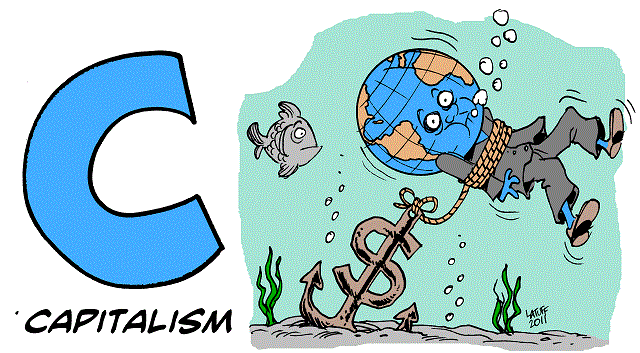 C
CAPITALISM
$
LATUFF
2011